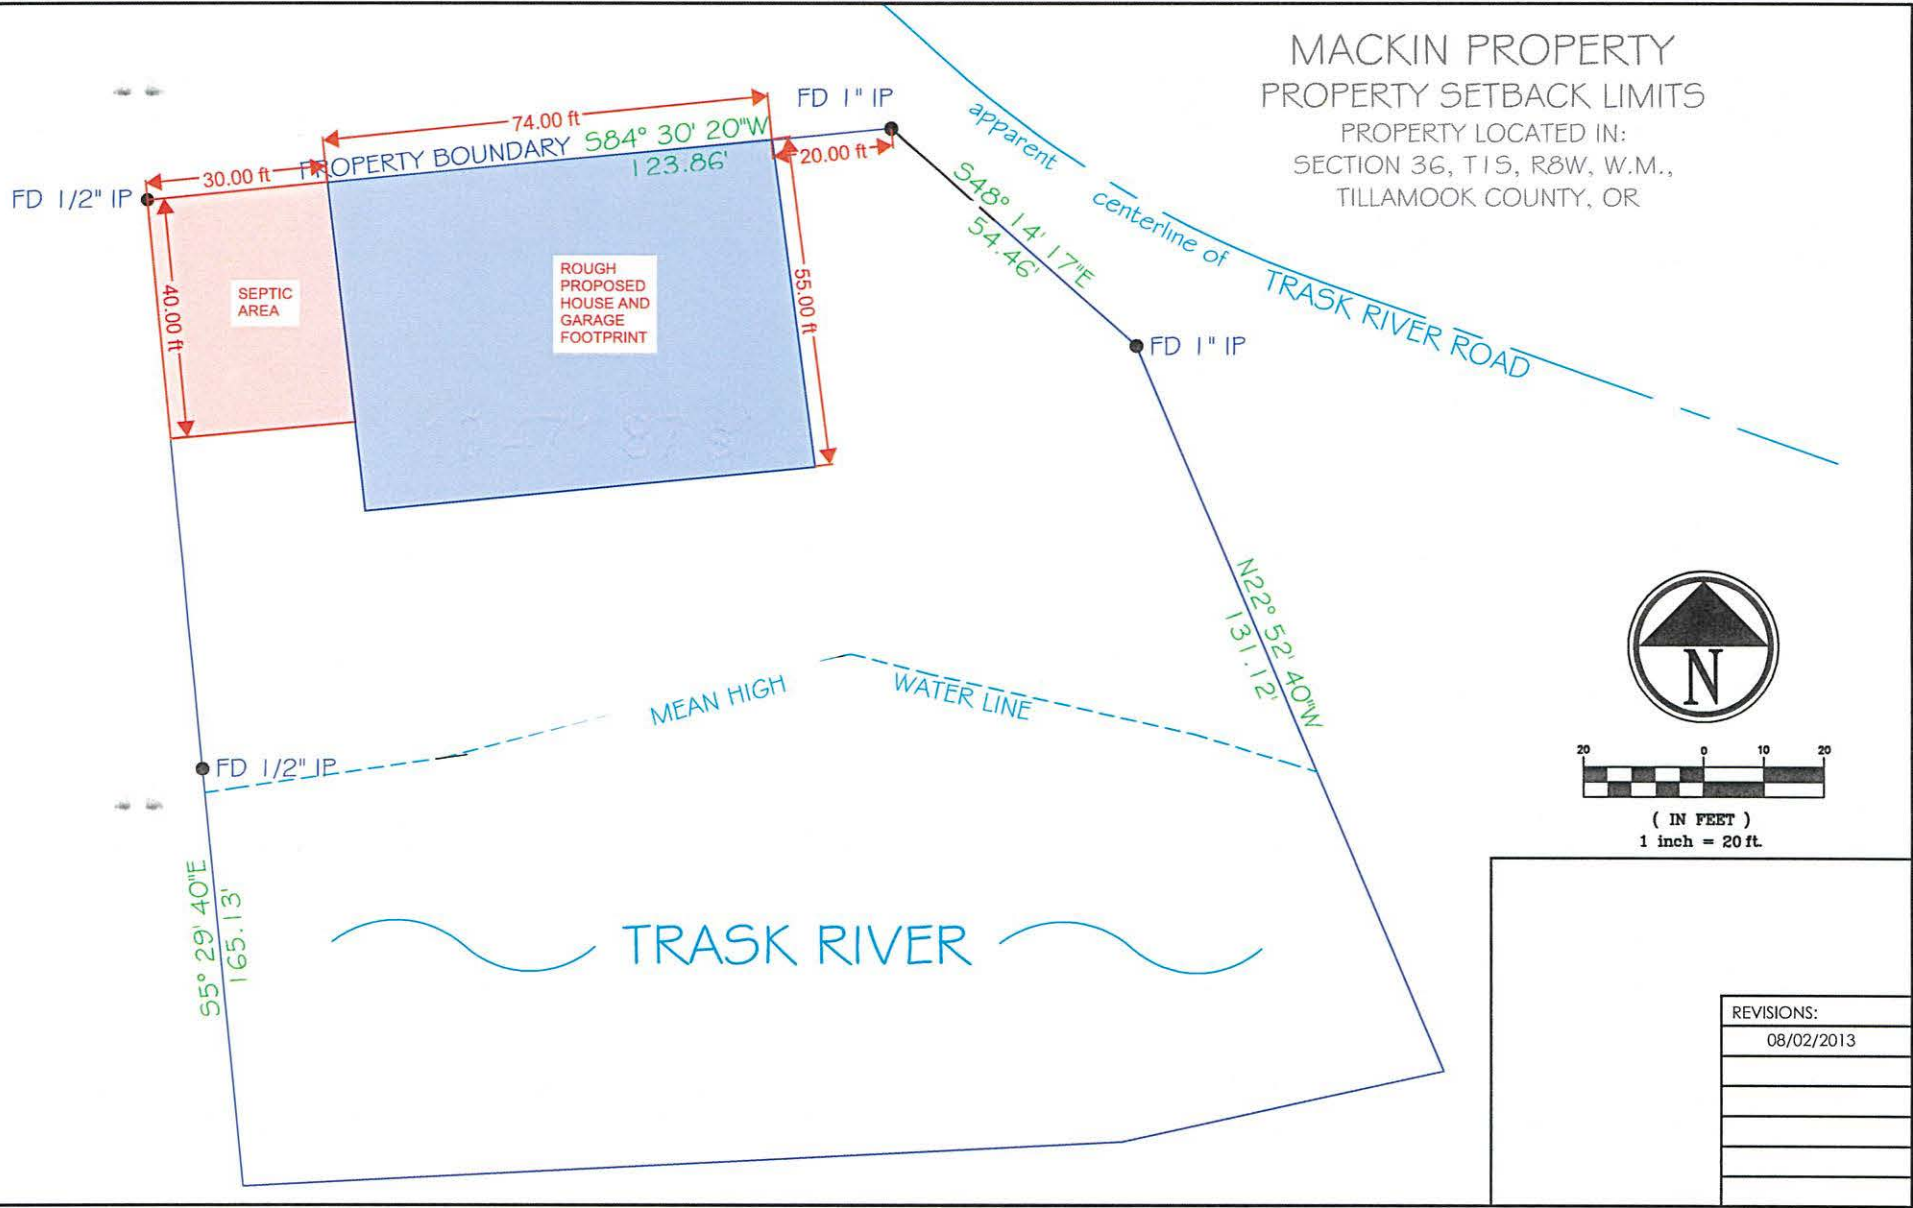 MACKIN PROPERTY
PROPERTY SETBACK LIMITS
PROPERTY LOCATED IN:
SECTION 36, T1S, R8W, W.M.,
TILLAMOOK COUNTY, OR
FD 1" IP
74.00 ft
PROPERTY BOUNDARY S84° 30' 20"W
123.86'
20.00 ft
30.00 ft
FD 1/2" IP
apparent
centerline of
TRASK RIVER ROAD
S48° 14' 17"E
54.46'
SEPTIC
AREA
40.00 ft
ROUGH
PROPOSED
HOUSE AND
GARAGE
FOOTPRINT
55.00 ft
FD 1" IP
N22° 52' 40"W
131.12'
MEAN HIGH
WATER LINE
FD 1/2" IP
N
20 0 10 20
( IN FEET )
1 inch = 20 ft.
S5° 29' 40"E
165.13'
TRASK RIVER
REVISIONS:
08/02/2013